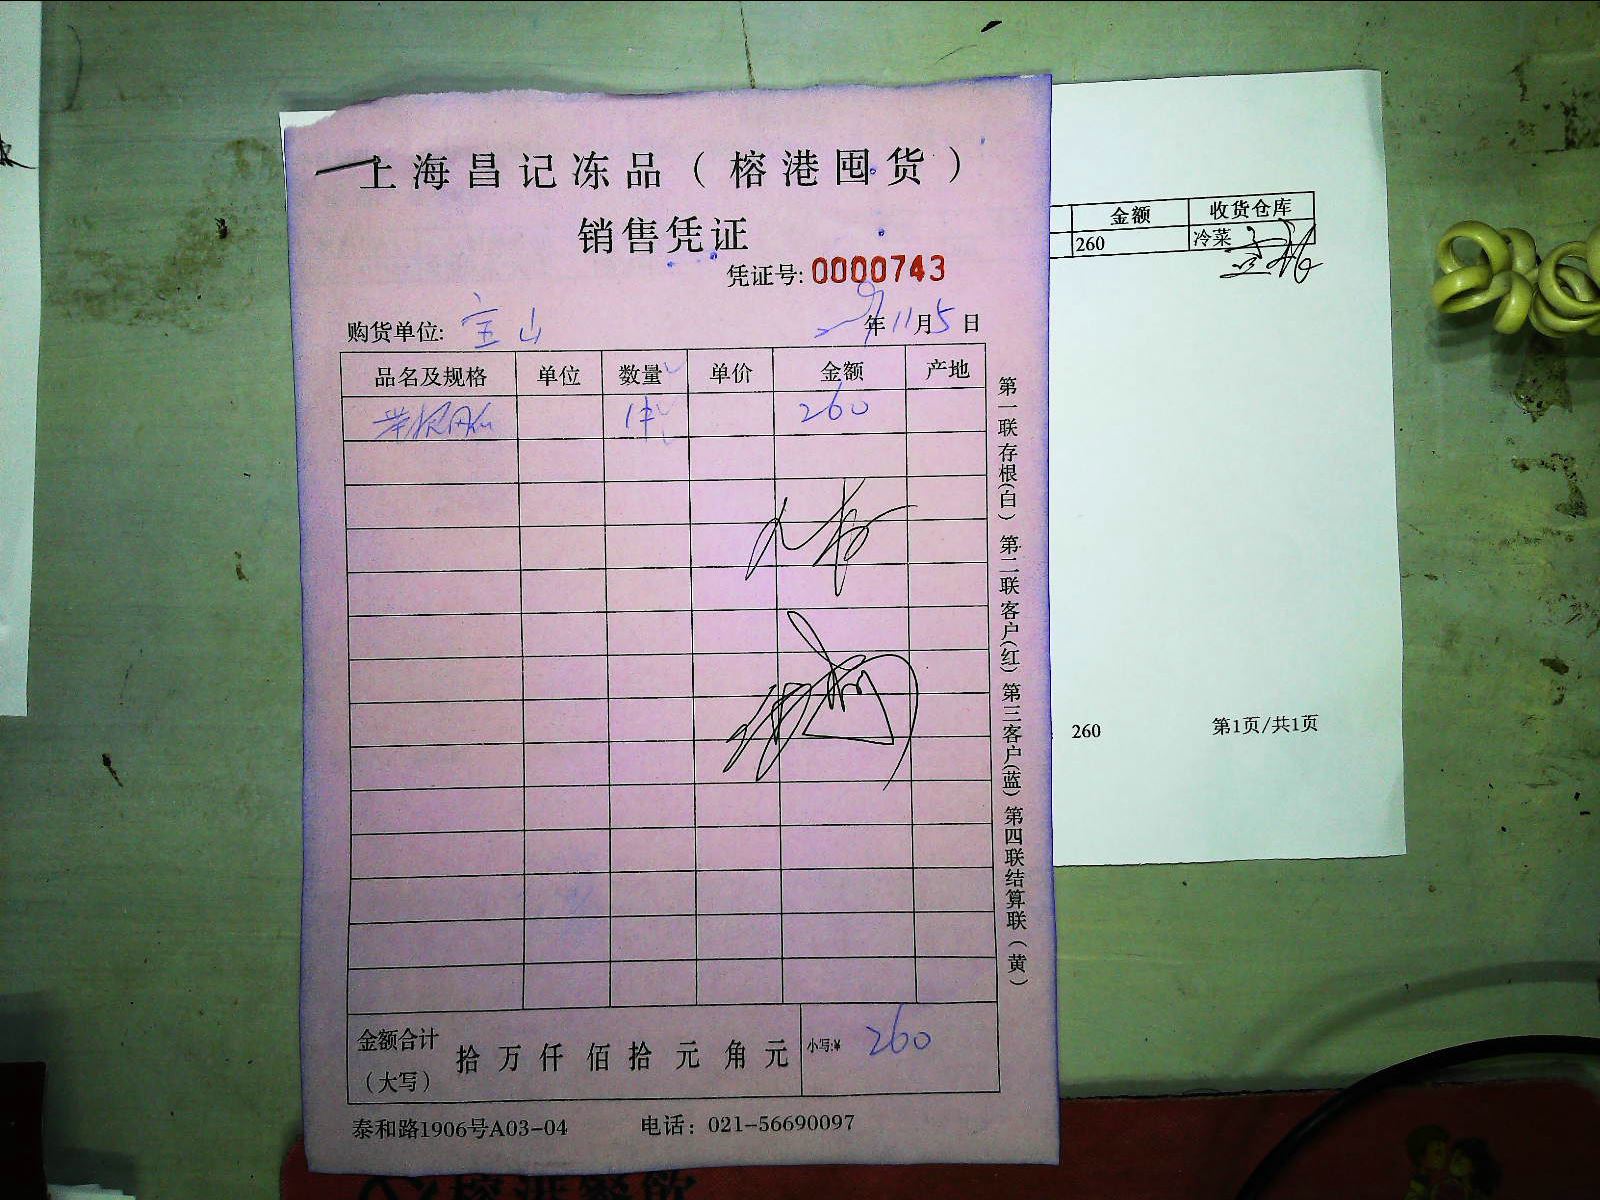 上海昌记冻品（榕港囤货）
销售凭证
凭证号: 0000743
购货单位: 宝山
年11月5日
品名及规格 单位 数量 单价 金额 产地
1件 260
金额合计（大写） 拾 万 仟 佰 拾 元 角 元 小写:¥ 260
泰和路1906号A03-04 电话：021-56690097
第一联存根(白) 第二联客户(红) 第三客户(蓝) 第四联结算联（黄）
金额 收货仓库
260 冷菜
260 第1页/共1页